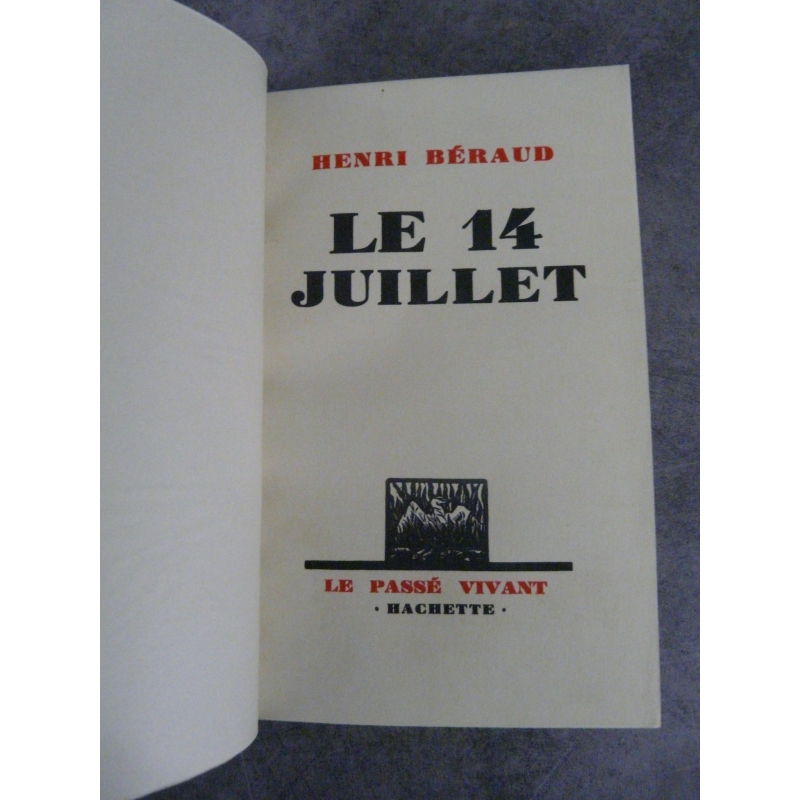 HENRI BÉRAUD
LE 14
JUILLET
LE PASSÉ VIVANT
· HACHETTE ·